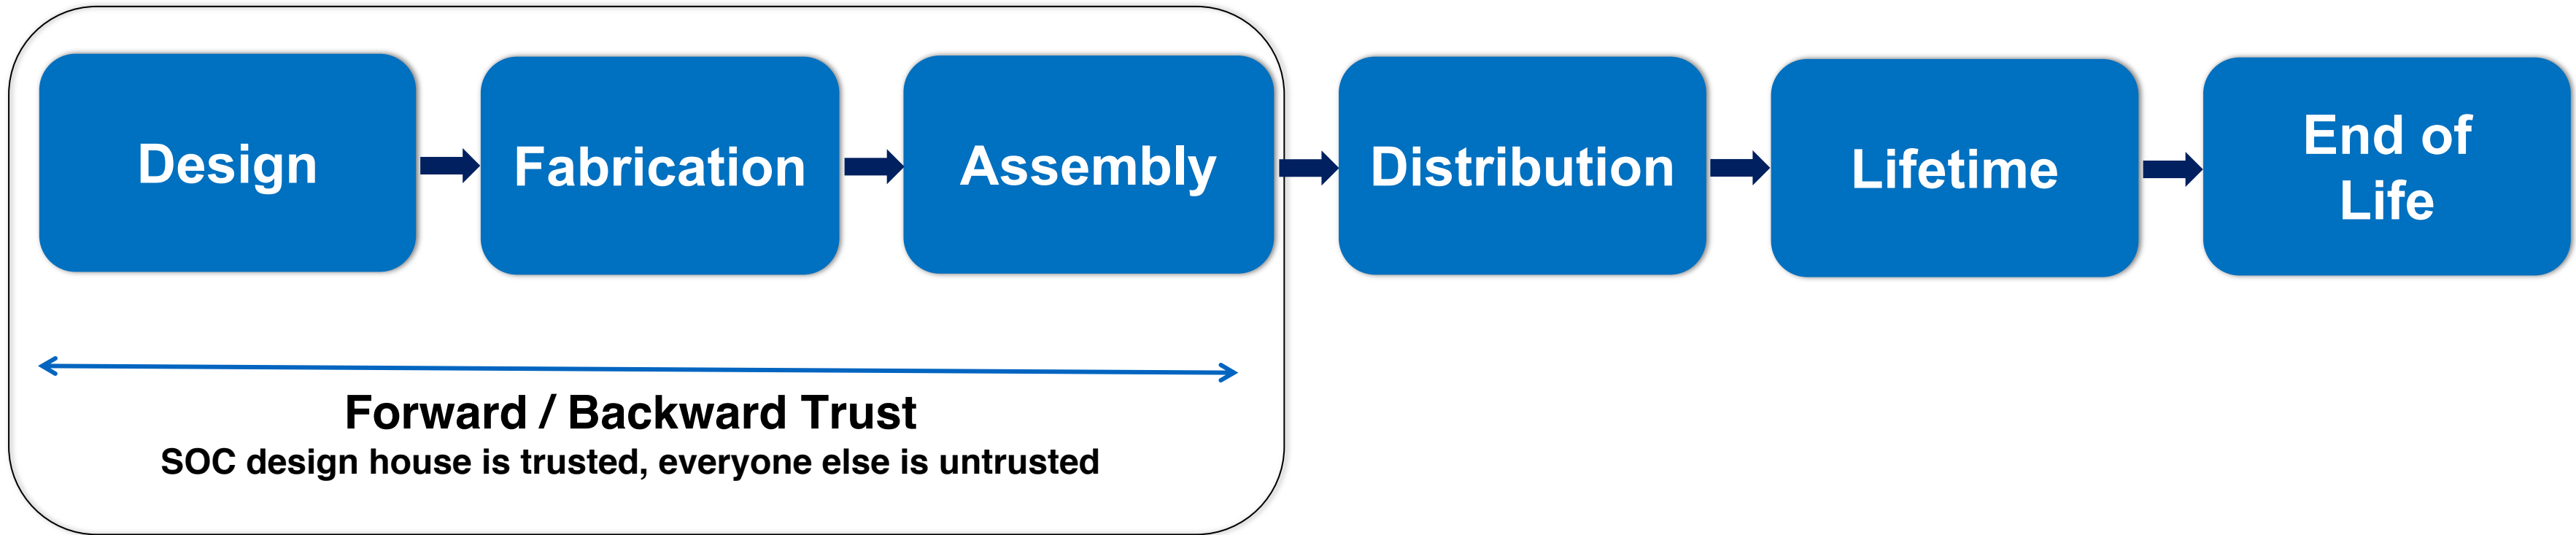 Design
Fabrication
Assembly
Distribution
Lifetime
End of
Life
Forward / Backward Trust
SOC design house is trusted, everyone else is untrusted